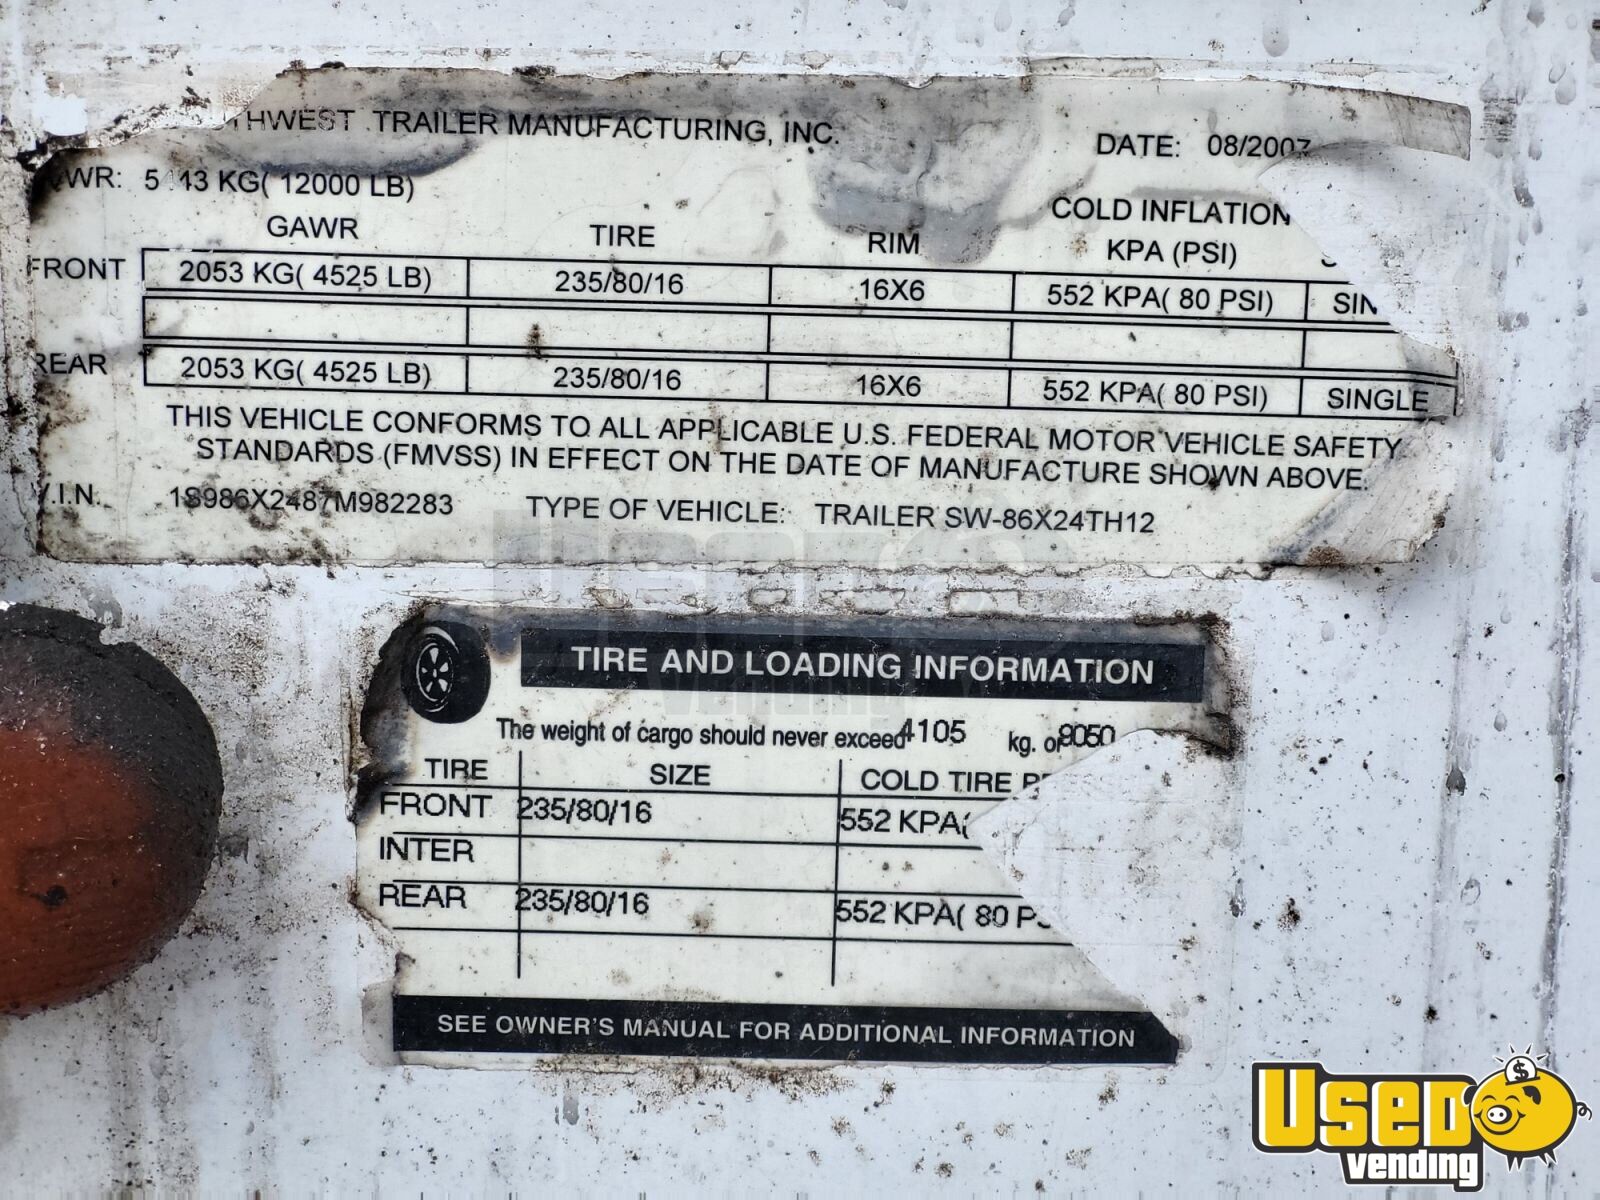 TRAILER MANUFACTURING, INC.
DATE: 08/2007
KG( 12000 LB)
COLD INFLATION
GAWR TIRE RIM KPA (PSI)
FRONT 2053 KG( 4525 LB) 235/80/16 16X6 552 KPA( 80 PSI)
REAR 2053 KG( 4525 LB) 235/80/16 16X6 552 KPA( 80 PSI) SINGLE
THIS VEHICLE CONFORMS TO ALL APPLICABLE U.S. FEDERAL MOTOR VEHICLE SAFETY
STANDARDS (FMVSS) IN EFFECT ON THE DATE OF MANUFACTURE SHOWN ABOVE.
V.I.N. 1S986X2487M982283 TYPE OF VEHICLE: TRAILER SW-86X24TH12
TIRE AND LOADING INFORMATION
The weight of cargo should never exceed 4105 kg. or 9050
TIRE SIZE COLD TIRE
FRONT 235/80/16 552 KPA(
INTER
REAR 235/80/16 552 KPA( 80
SEE OWNER'S MANUAL FOR ADDITIONAL INFORMATION
USED
vending